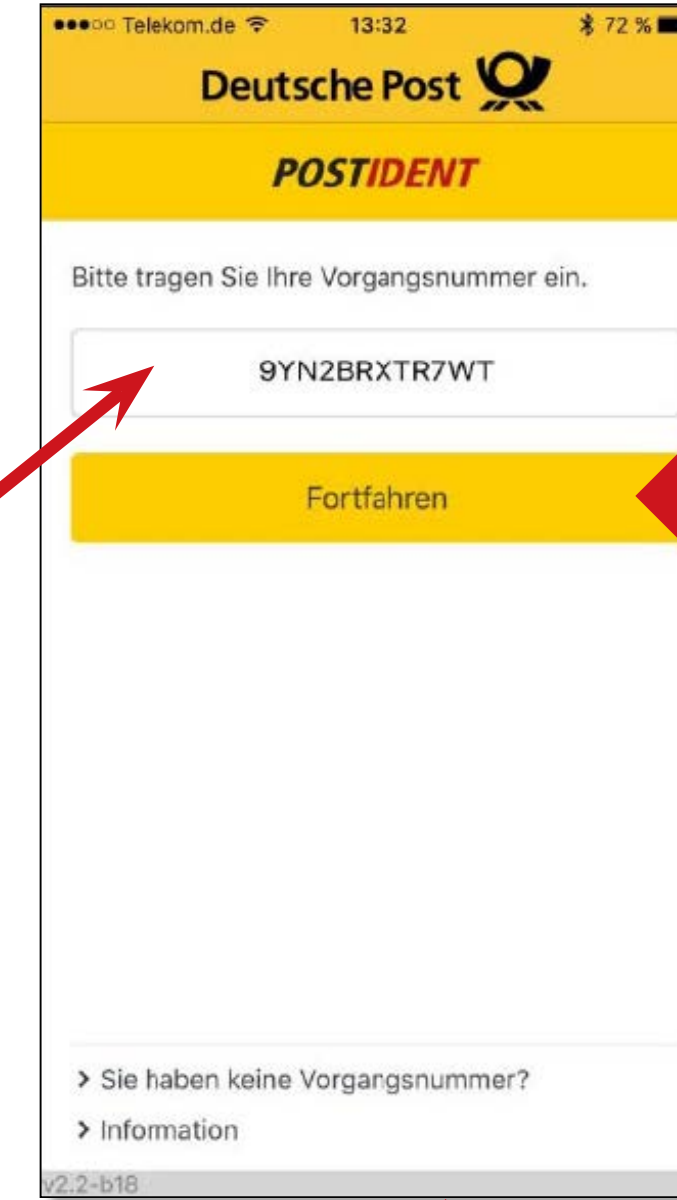 ●●●○○ Telekom.de 13:32 72 %
Deutsche Post
POSTIDENT
Bitte tragen Sie Ihre Vorgangsnummer ein.
9YN2BRXTR7WT
Fortfahren
> Sie haben keine Vorgangsnummer?
> Information
v2.2-b18